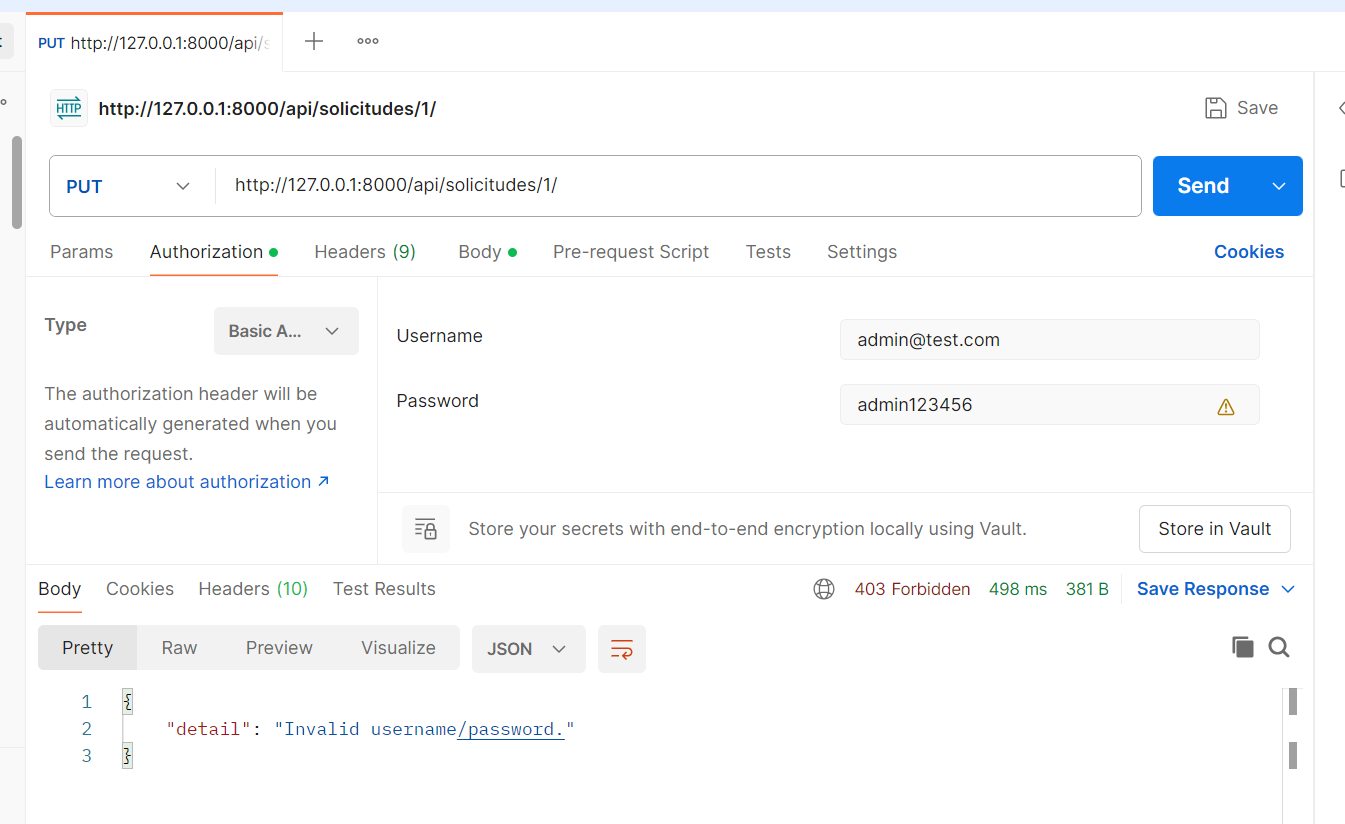 PUT http://127.0.0.1:8000/api/s
HTTP http://127.0.0.1:8000/api/solicitudes/1/ Save
PUT http://127.0.0.1:8000/api/solicitudes/1/ Send
Params Authorization Headers (9) Body Pre-request Script Tests Settings Cookies
Type Basic A...
The authorization header will be
automatically generated when you
send the request.
Learn more about authorization ↗
Username admin@test.com
Password admin123456
Store your secrets with end-to-end encryption locally using Vault. Store in Vault
Body Cookies Headers (10) Test Results 403 Forbidden 498 ms 381 B Save Response
Pretty Raw Preview Visualize JSON
1 {
2 "detail": "Invalid username/password."
3 }